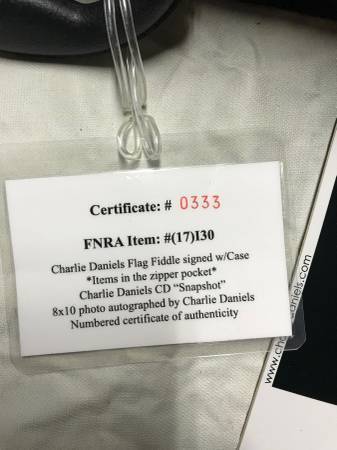 Certificate: # 0333
FNRA Item: #(17)I30
Charlie Daniels Flag Fiddle signed w/Case
*Items in the zipper pocket*
Charlie Daniels CD “Snapshot”
8x10 photo autographed by Charlie Daniels
Numbered certificate of authenticity